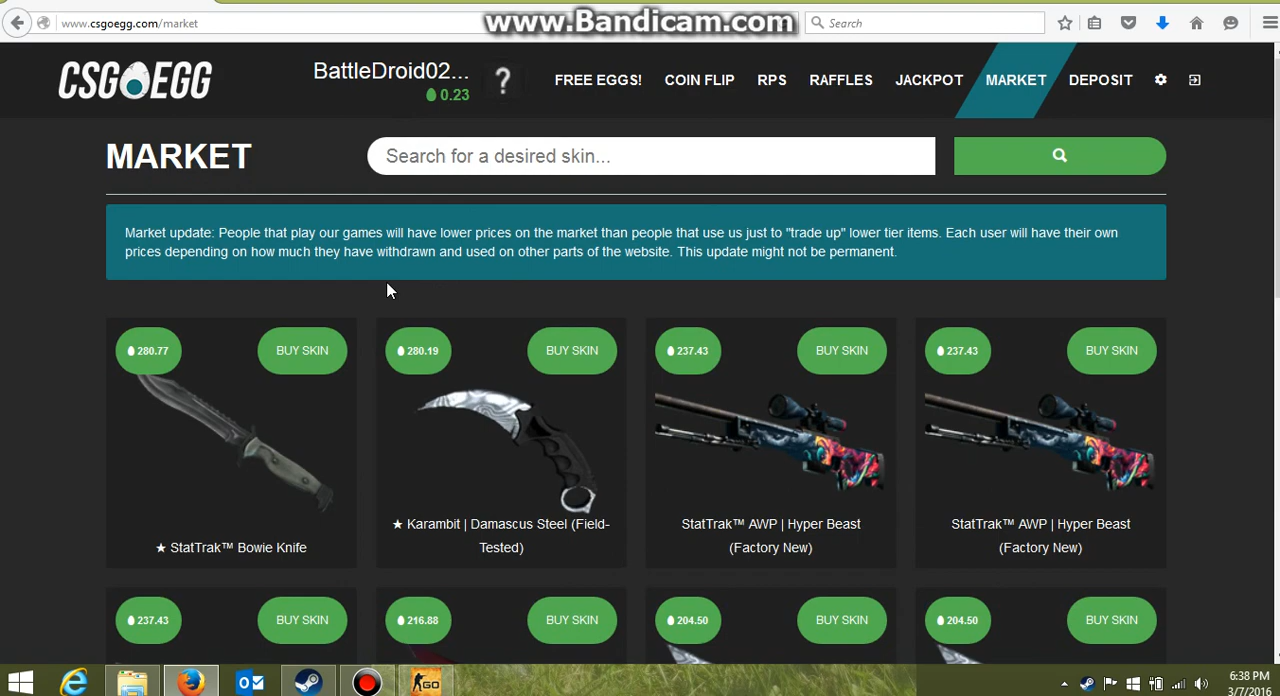 www.csgoegg.com/market
www.Bandicam.com
Search
CSGOEGG
BattleDroid02...
0.23
?
FREE EGGS!
COIN FLIP
RPS
RAFFLES
JACKPOT
MARKET
DEPOSIT
MARKET
Search for a desired skin...
Market update: People that play our games will have lower prices on the market than people that use us just to "trade up" lower tier items. Each user will have their own
prices depending on how much they have withdrawn and used on other parts of the website. This update might not be permanent.
280.77
BUY SKIN
280.19
BUY SKIN
237.43
BUY SKIN
237.43
BUY SKIN
★ StatTrak™ Bowie Knife
★ Karambit | Damascus Steel (Field-
Tested)
StatTrak™ AWP | Hyper Beast
(Factory New)
StatTrak™ AWP | Hyper Beast
(Factory New)
237.43
BUY SKIN
216.88
BUY SKIN
204.50
BUY SKIN
204.50
BUY SKIN
GO
6:38 PM
3/7/2016